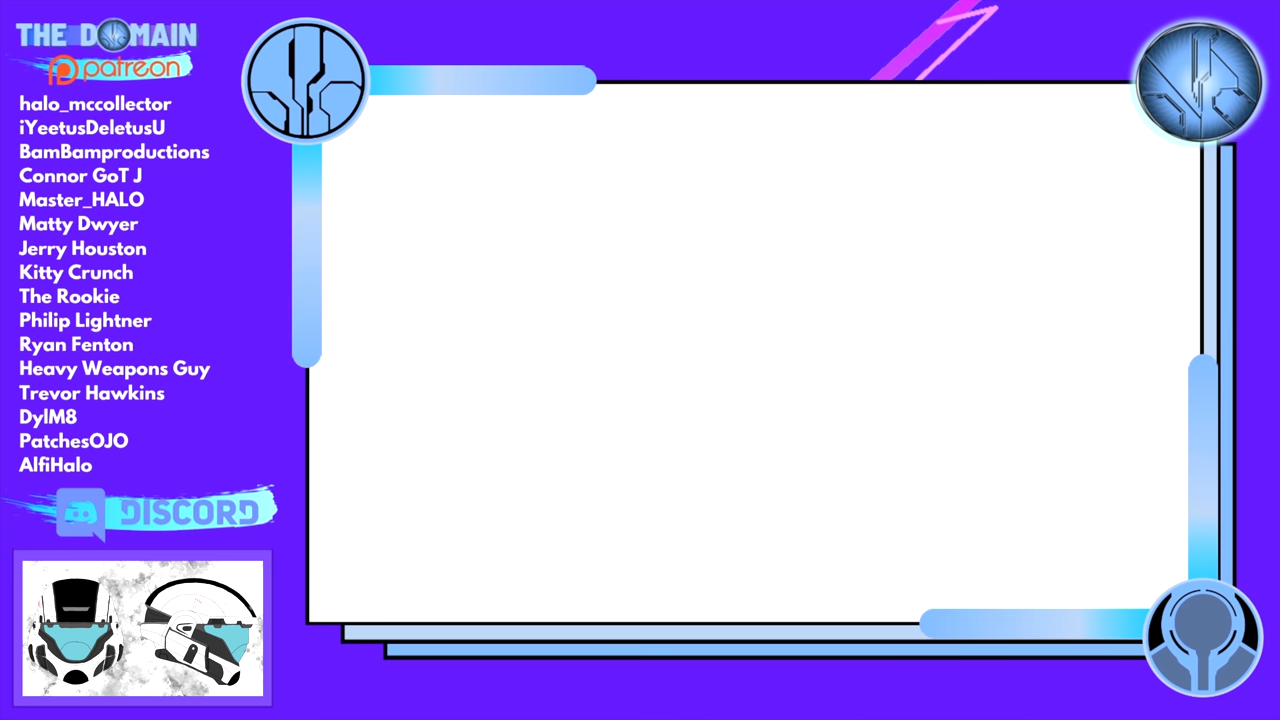 THE DOMAIN
patreon
halo_mccollector
iYeetusDeletusU
BamBamproductions
Connor GoT J
Master_HALO
Matty Dwyer
Jerry Houston
Kitty Crunch
The Rookie
Philip Lightner
Ryan Fenton
Heavy Weapons Guy
Trevor Hawkins
DylM8
PatchesOJO
AlfiHalo
DISCORD